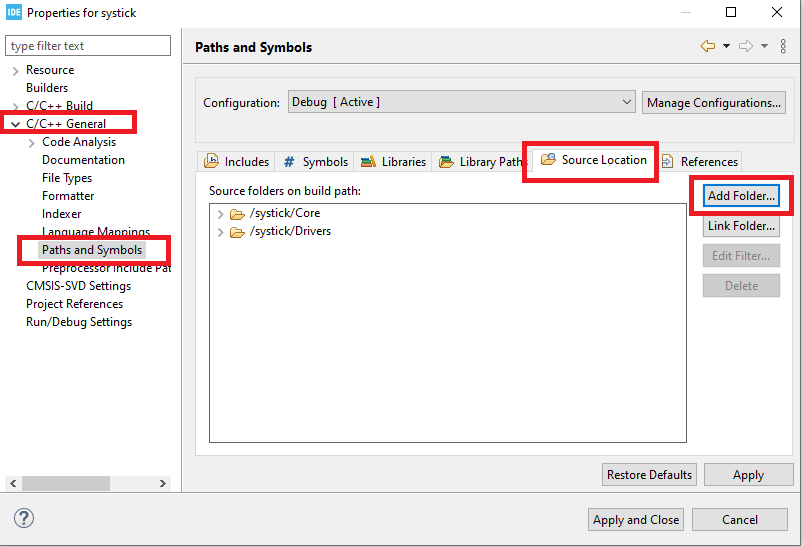 IDE Properties for systick
type filter text
Resource
Builders
C/C++ Build
C/C++ General
Code Analysis
Documentation
File Types
Formatter
Indexer
Language Mappings
Paths and Symbols
Preprocessor Include Pat
CMSIS-SVD Settings
Project References
Run/Debug Settings
Paths and Symbols
Configuration: Debug [ Active ] Manage Configurations...
Includes # Symbols Libraries Library Paths Source Location References
Source folders on build path:
/systick/Core
/systick/Drivers
Add Folder...
Link Folder...
Edit Filter...
Delete
Restore Defaults Apply
? Apply and Close Cancel